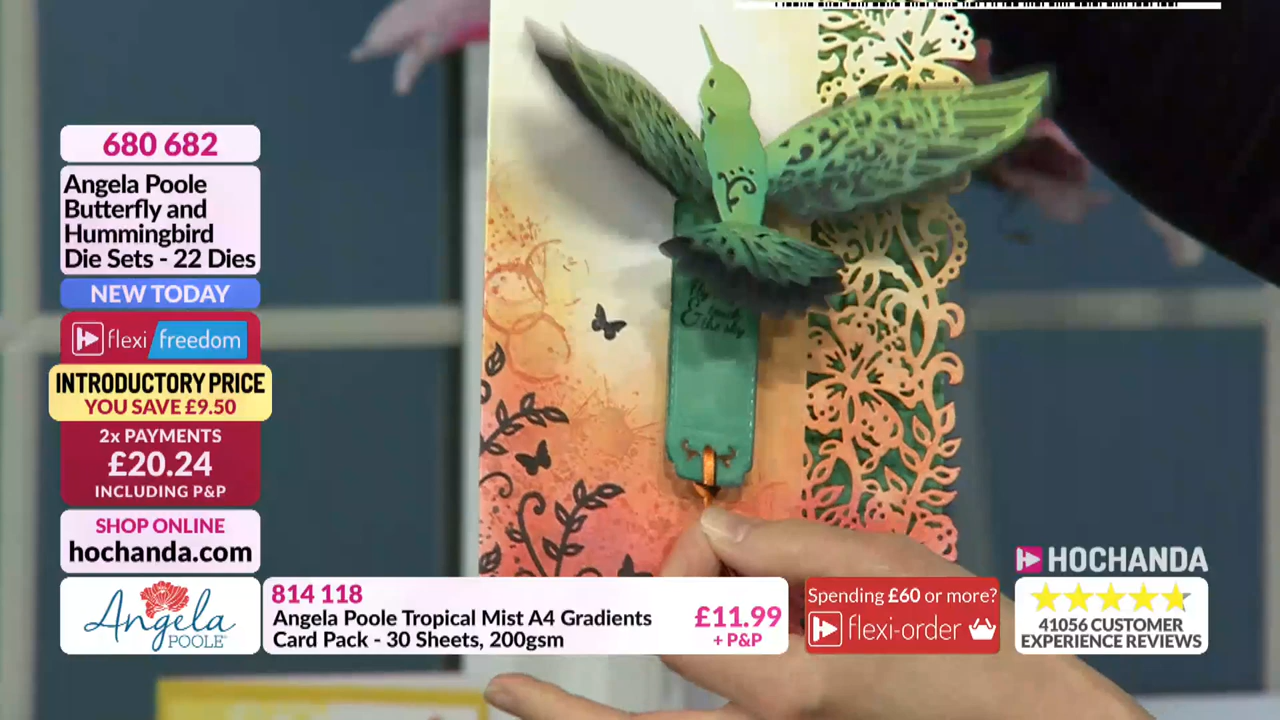 680 682
Angela Poole
Butterfly and
Hummingbird
Die Sets - 22 Dies
NEW TODAY
flexi freedom
INTRODUCTORY PRICE
YOU SAVE £9.50
2x PAYMENTS
£20.24
INCLUDING P&P
SHOP ONLINE
hochanda.com
Angela
POOLE
814 118
Angela Poole Tropical Mist A4 Gradients
Card Pack - 30 Sheets, 200gsm
£11.99
+ P&P
Spending £60 or more?
flexi-order
HOCHANDA
41056 CUSTOMER
EXPERIENCE REVIEWS
& the sky